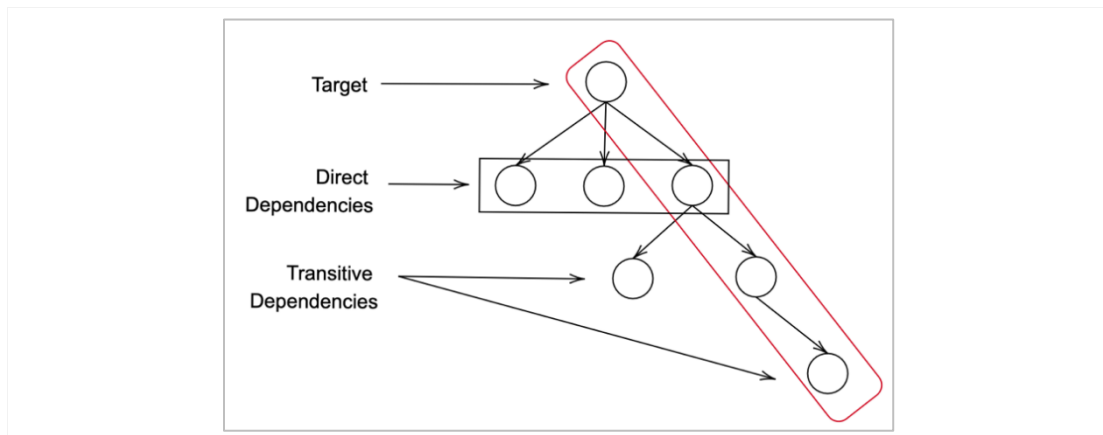 Target
Direct
Dependencies
Transitive
Dependencies